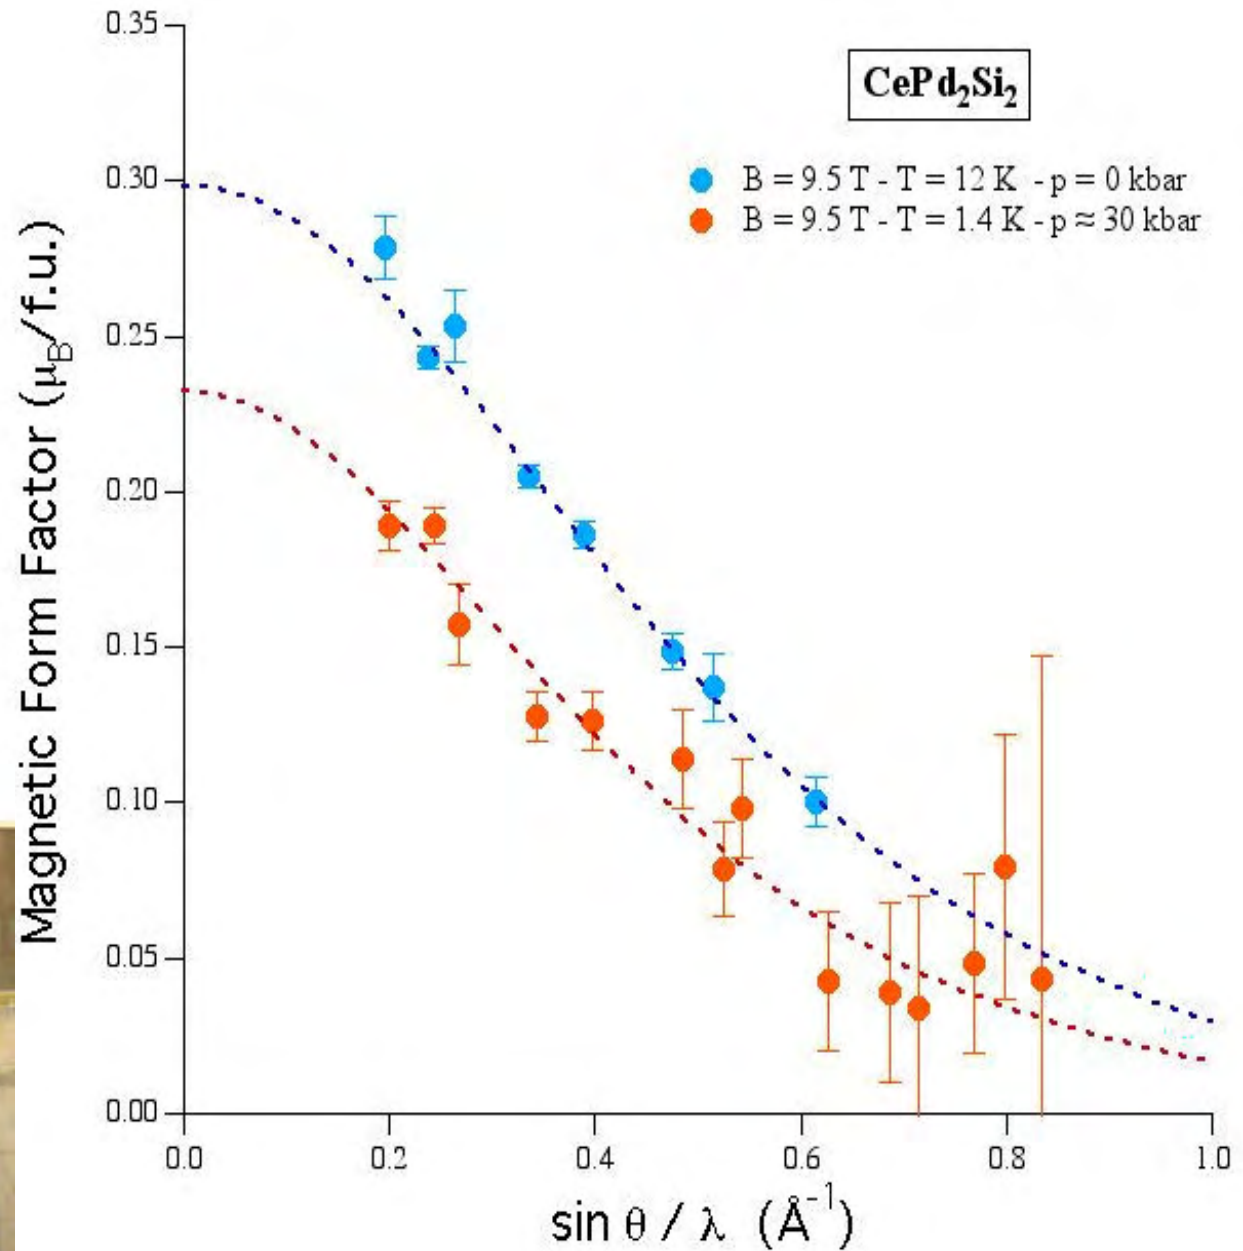 0.35
CePd₂Si₂
0.30
B = 9.5 T - T = 12 K - p = 0 kbar
B = 9.5 T - T = 1.4 K - p ≈ 30 kbar
0.25
0.20
0.15
0.10
0.05
0.00
Magnetic Form Factor (μ_B/f.u.)
0.0 0.2 0.4 0.6 0.8 1.0
sin θ / λ (Å⁻¹)